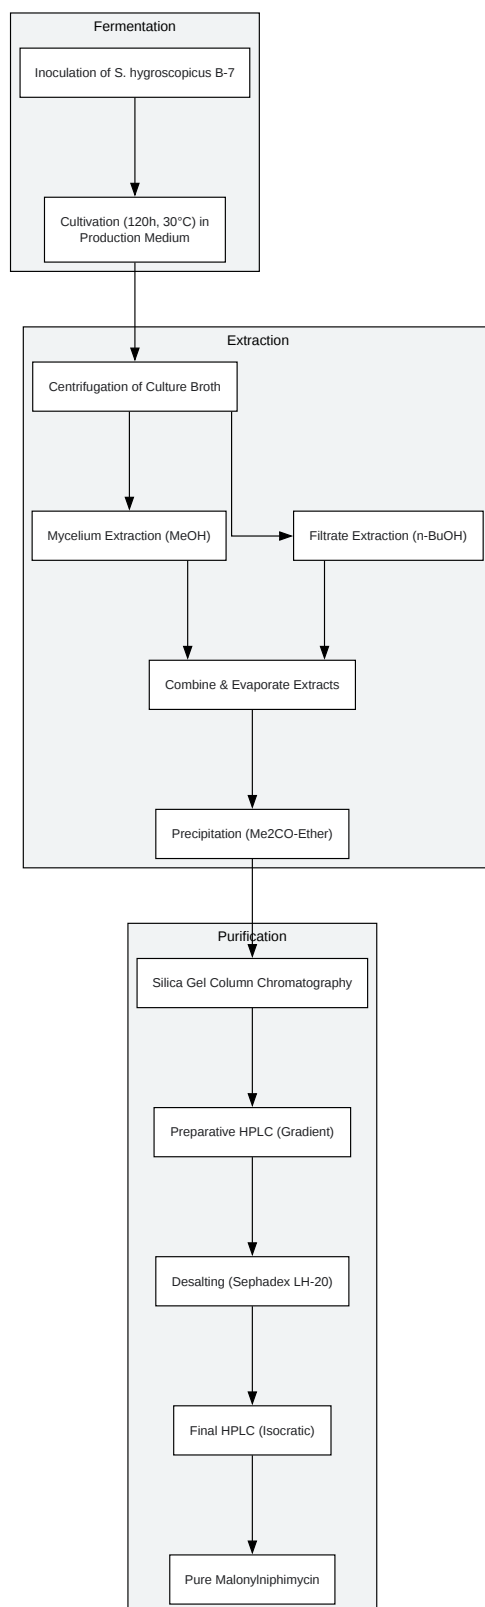 Fermentation
Inoculation of S. hygroscopicus B-7
Cultivation (120h, 30°C) in
Production Medium
Extraction
Centrifugation of Culture Broth
Mycelium Extraction (MeOH)
Filtrate Extraction (n-BuOH)
Combine & Evaporate Extracts
Precipitation (Me2CO-Ether)
Purification
Silica Gel Column Chromatography
Preparative HPLC (Gradient)
Desalting (Sephadex LH-20)
Final HPLC (Isocratic)
Pure Malonylniphimycin